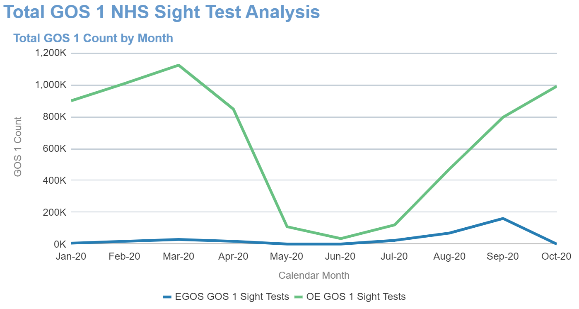 Total GOS 1 NHS Sight Test Analysis
Total GOS 1 Count by Month
1,200K
1,000K
800K
600K
400K
200K
0K
GOS 1 Count
Jan-20 Feb-20 Mar-20 Apr-20 May-20 Jun-20 Jul-20 Aug-20 Sep-20 Oct-20
Calendar Month
EGOS GOS 1 Sight Tests OE GOS 1 Sight Tests